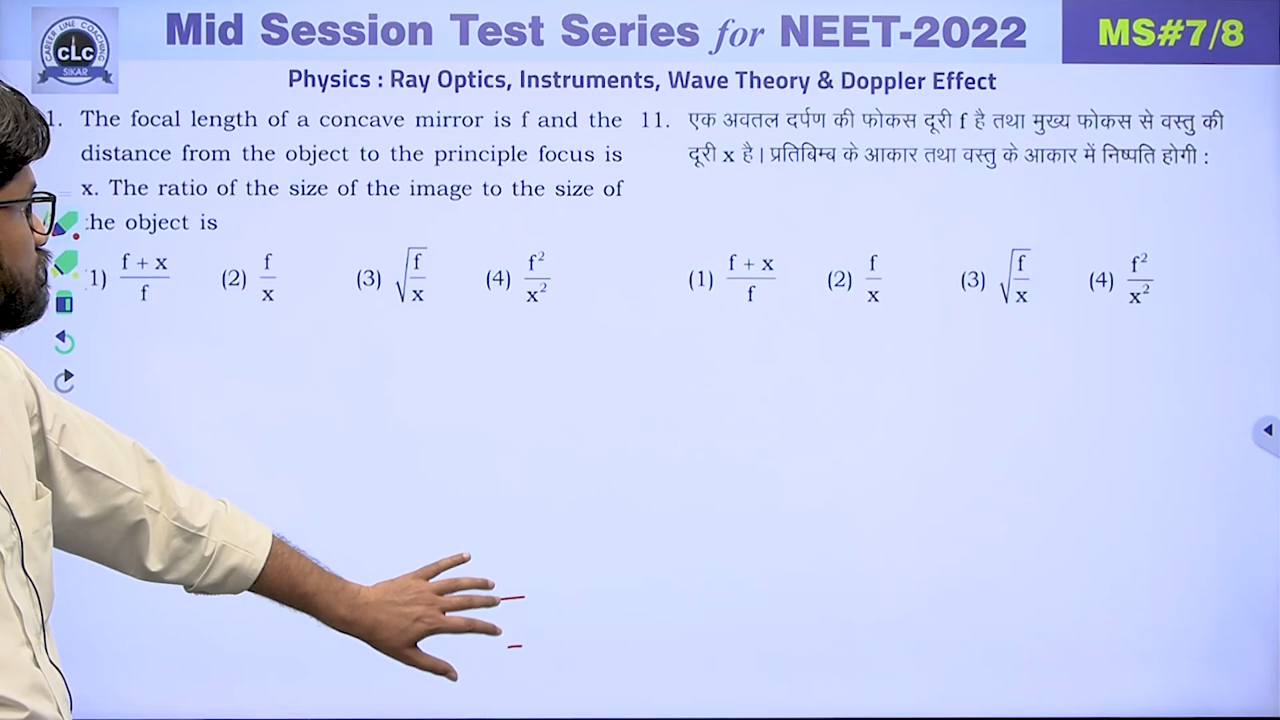 Mid Session Test Series for NEET-2022
MS#7/8
CAREER LINE COACHING
CLC
SIKAR
Physics : Ray Optics, Instruments, Wave Theory & Doppler Effect
1. The focal length of a concave mirror is f and the
distance from the object to the principle focus is
x. The ratio of the size of the image to the size of
he object is
1) f + x / f (2) f / x (3) √(f / x) (4) f² / x²
11. एक अवतल दर्पण की फोकस दूरी f है तथा मुख्य फोकस से वस्तु की
दूरी x है। प्रतिबिम्ब के आकार तथा वस्तु के आकार में निष्पति होगी :
(1) f + x / f (2) f / x (3) √(f / x) (4) f² / x²